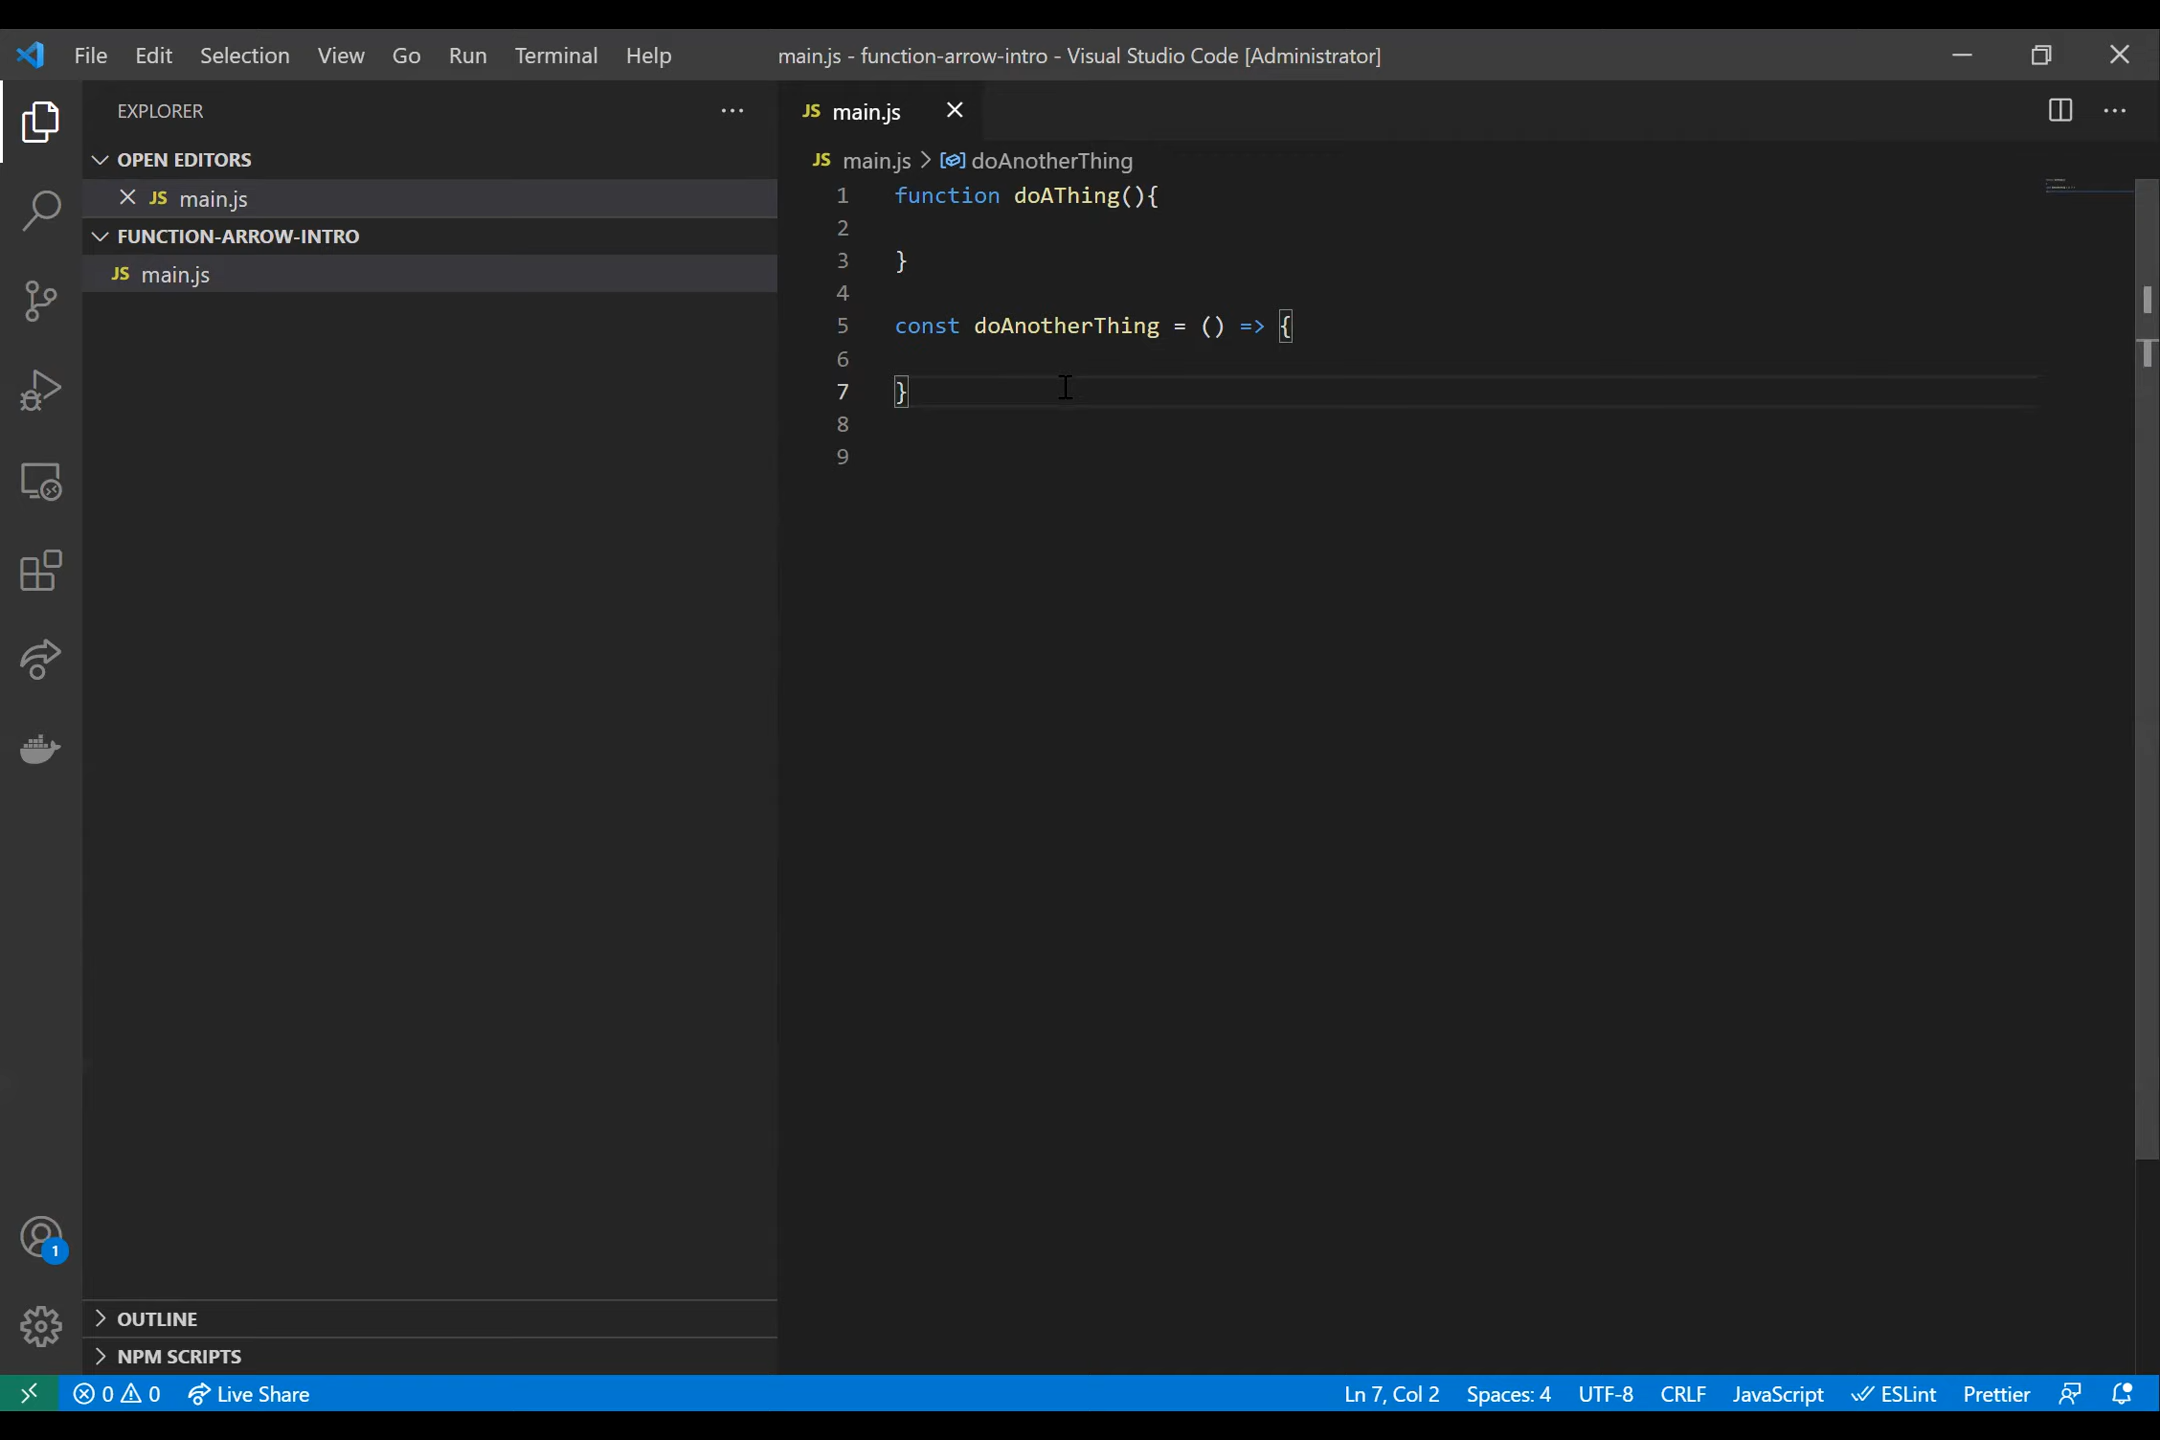 File Edit Selection View Go Run Terminal Help
main.js - function-arrow-intro - Visual Studio Code [Administrator]
EXPLORER
OPEN EDITORS
JS main.js
FUNCTION-ARROW-INTRO
JS main.js
OUTLINE
NPM SCRIPTS
1
JS main.js
JS main.js > doAnotherThing
1 function doAThing(){
2
3 }
4
5 const doAnotherThing = () => {
6
7 }
8
9
0 0 Live Share
Ln 7, Col 2 Spaces: 4 UTF-8 CRLF JavaScript ESLint Prettier